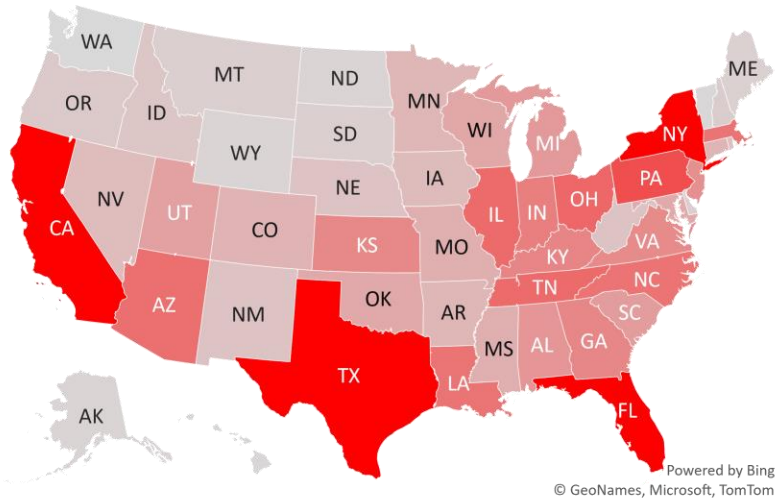 WA
MT
ND
ME
OR
ID
MN
SD
WI
NY
WY
MI
IA
PA
NE
NV
IL
IN
OH
UT
CO
CA
KS
MO
VA
KY
NC
TN
AZ
OK
NM
AR
SC
MS
AL
GA
TX
LA
AK
FL
Powered by Bing
© GeoNames, Microsoft, TomTom